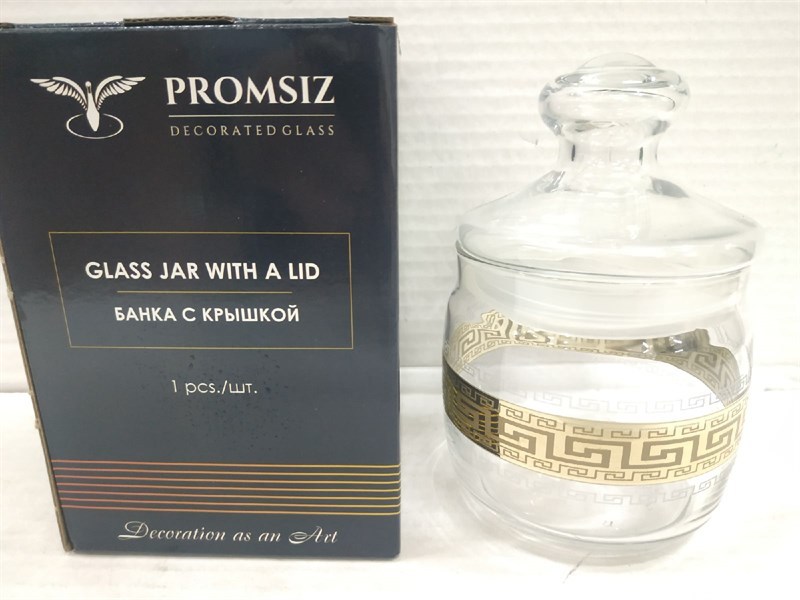 PROMSIZ
DECORATED GLASS
GLASS JAR WITH A LID
БАНКА С КРЫШКОЙ
1 pcs./шт.
Decoration as an Art